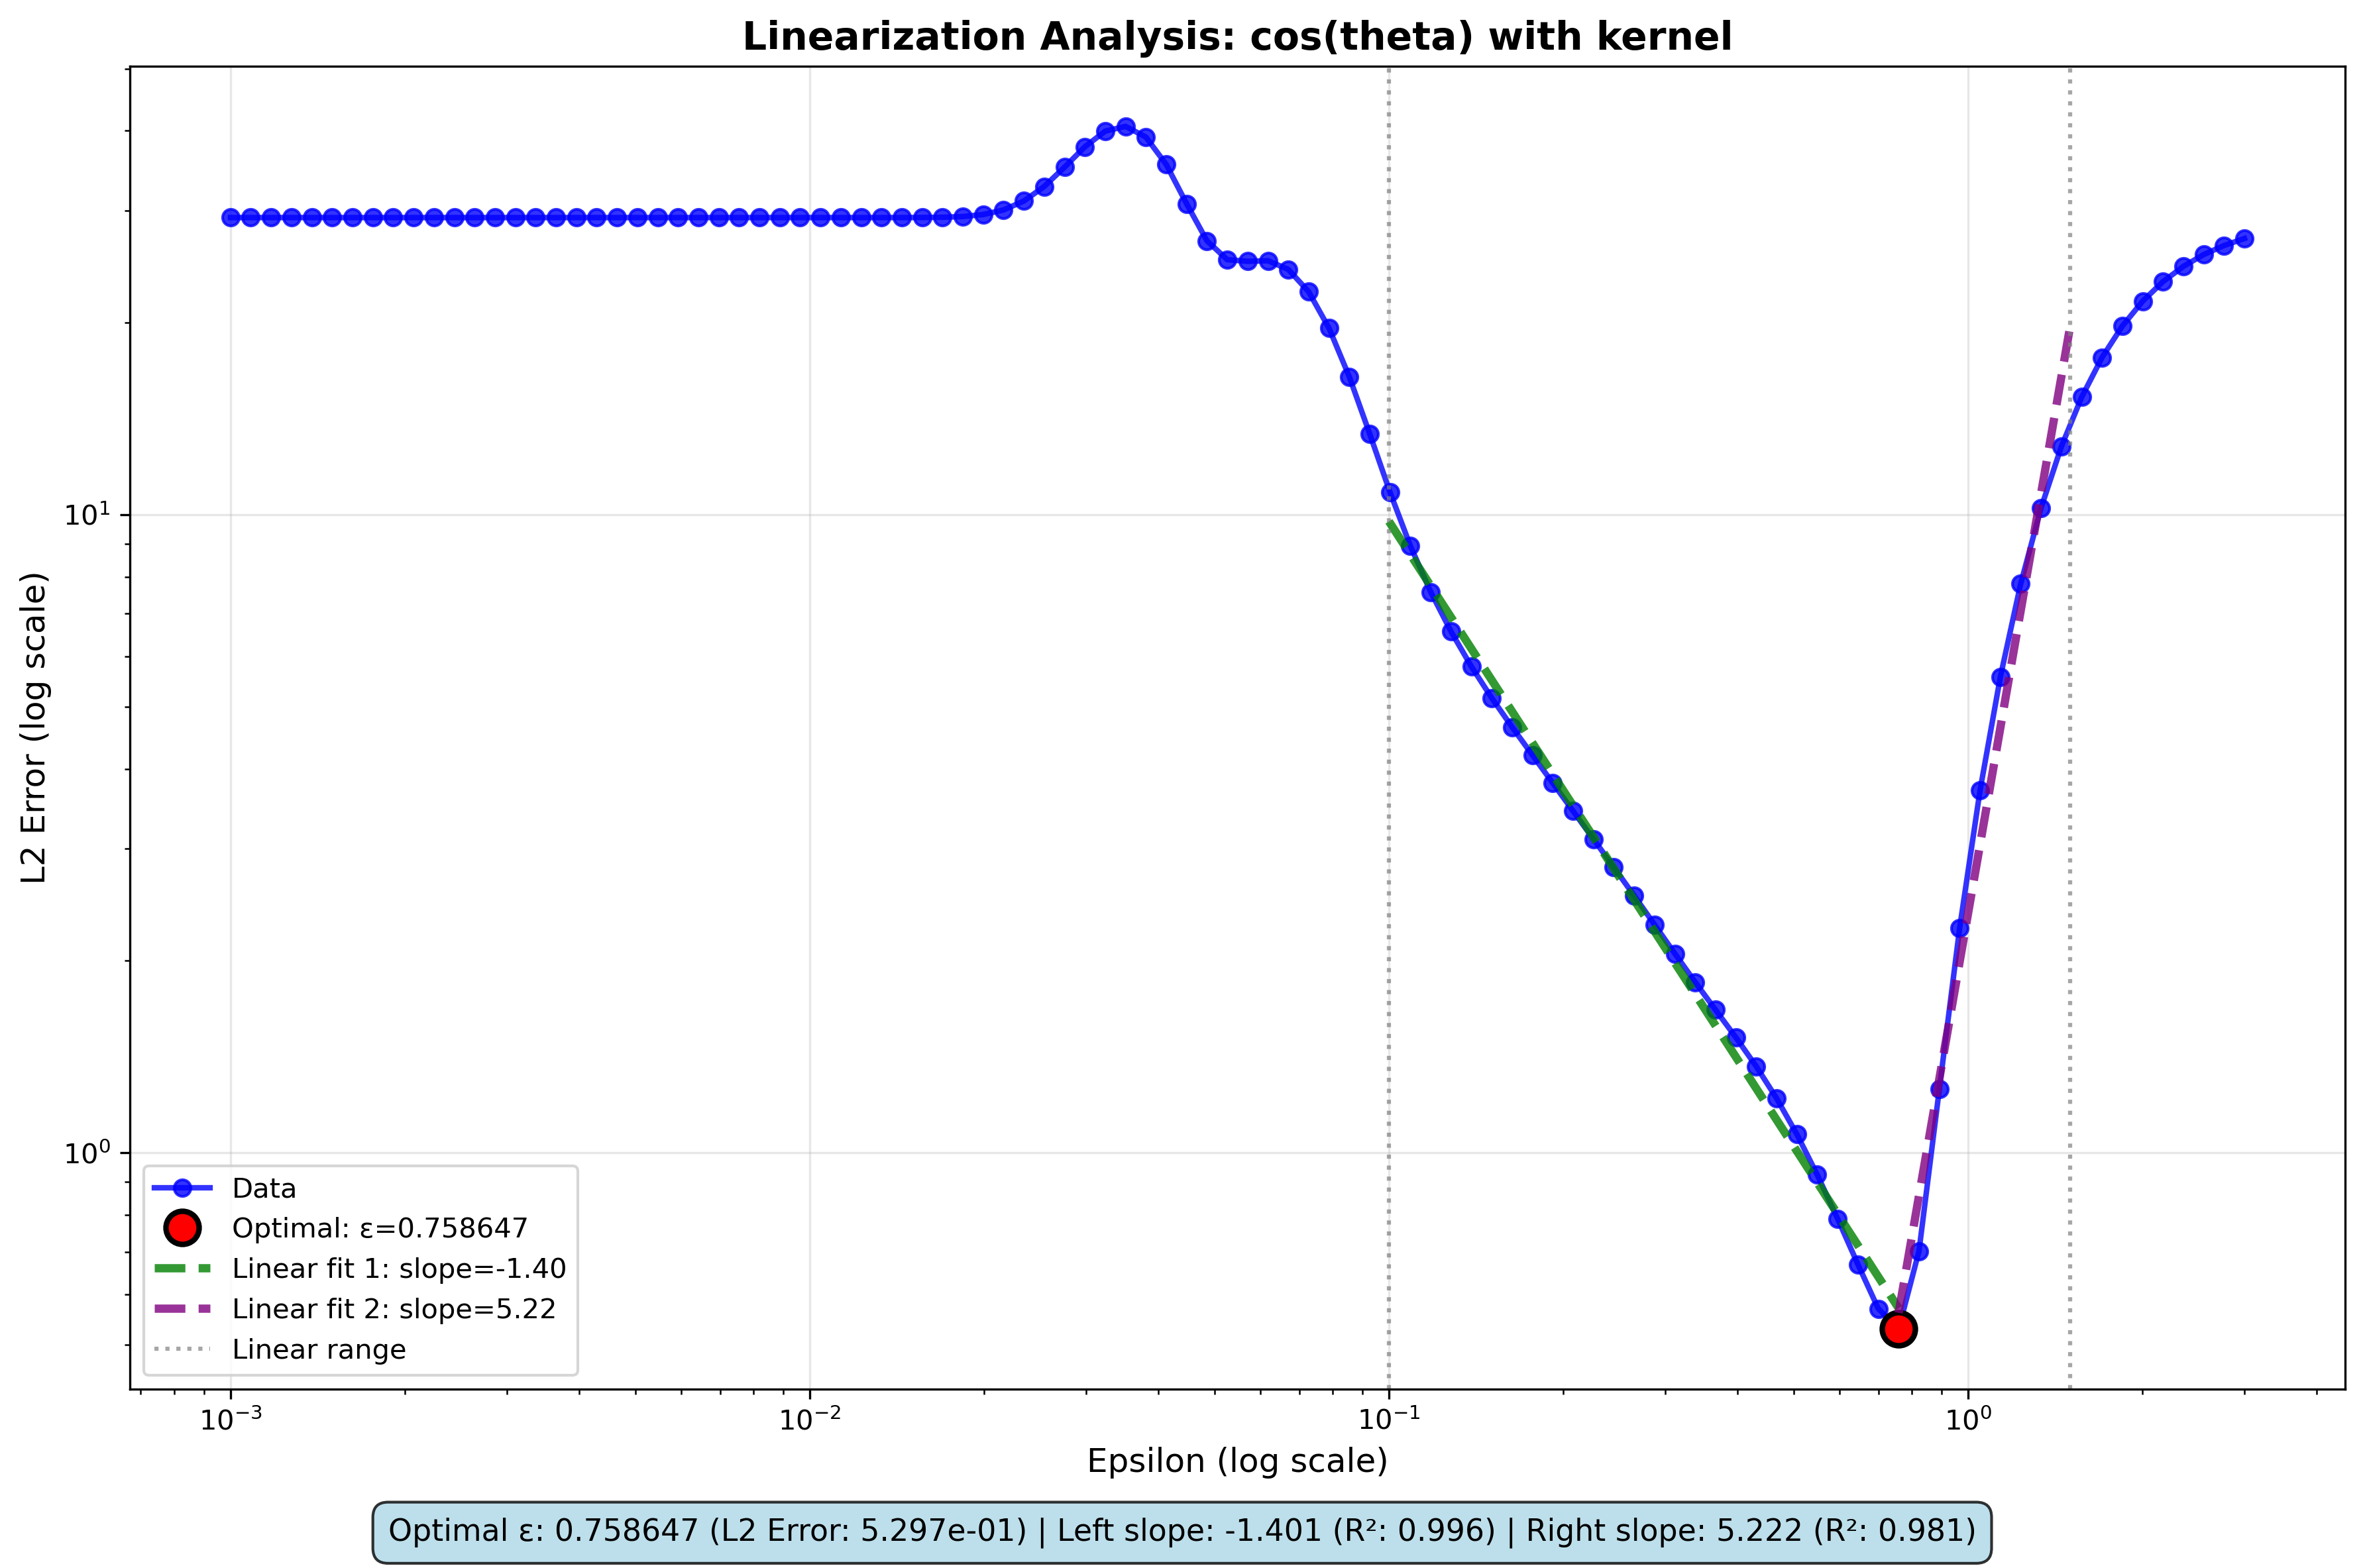 Linearization Analysis: cos(theta) with kernel
L2 Error (log scale)
10¹
10⁰
Data
Optimal: ε=0.758647
Linear fit 1: slope=-1.40
Linear fit 2: slope=5.22
Linear range
10⁻³ 10⁻² 10⁻¹ 10⁰
Epsilon (log scale)
Optimal ε: 0.758647 (L2 Error: 5.297e-01) | Left slope: -1.401 (R²: 0.996) | Right slope: 5.222 (R²: 0.981)